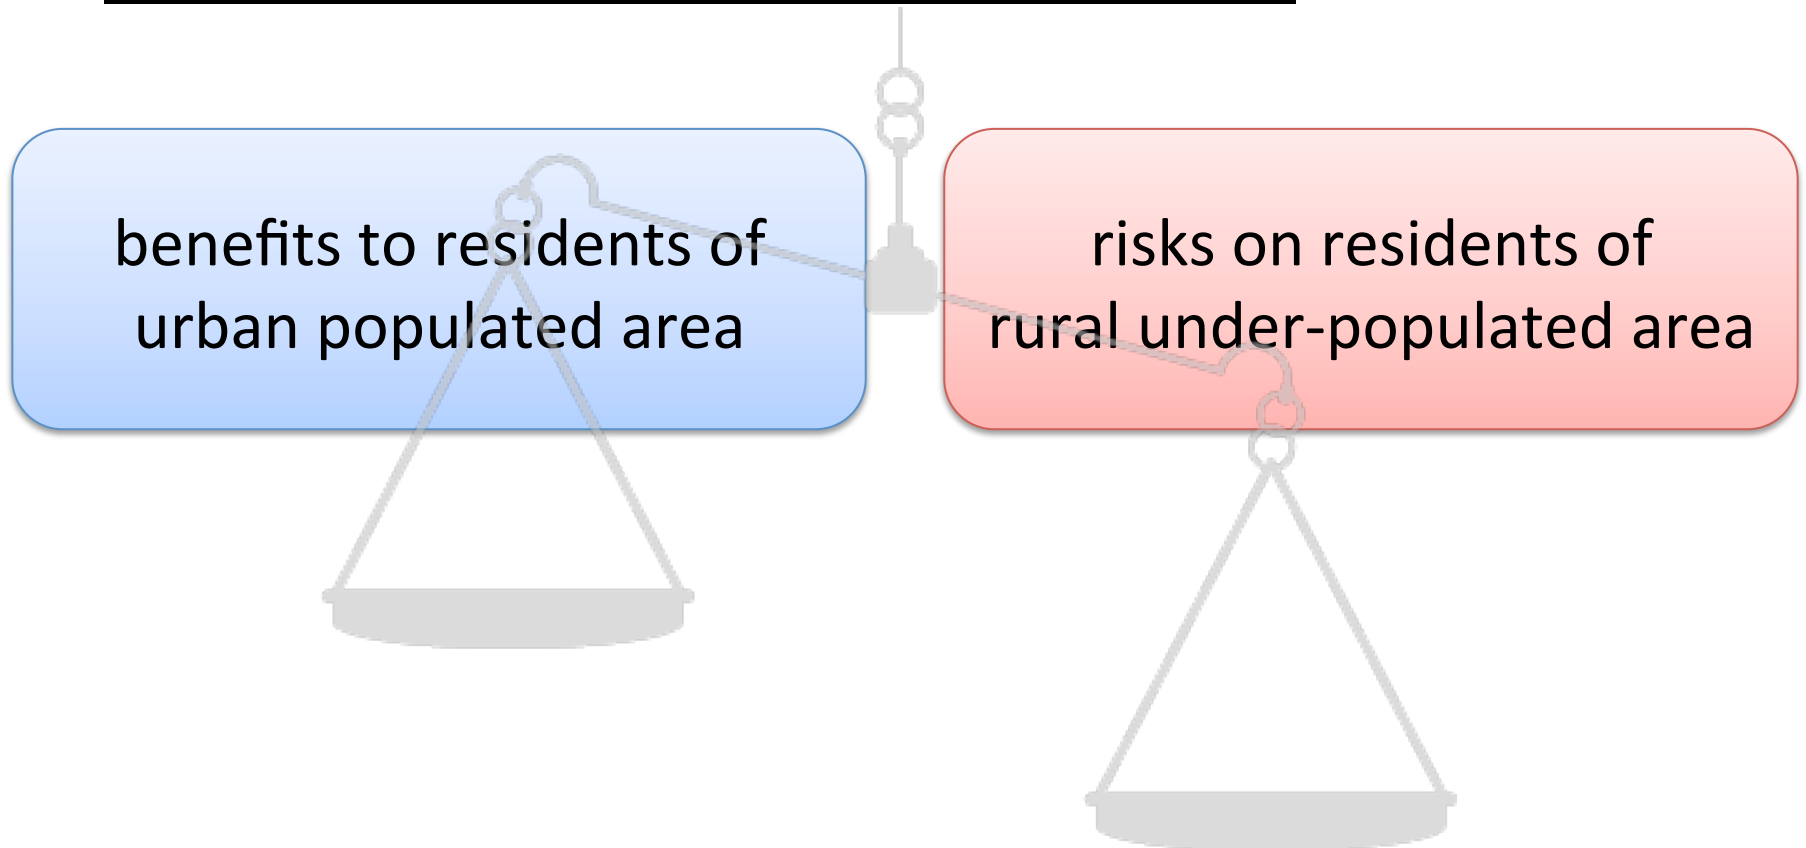 benefits to residents of
urban populated area
risks on residents of
rural under-populated area